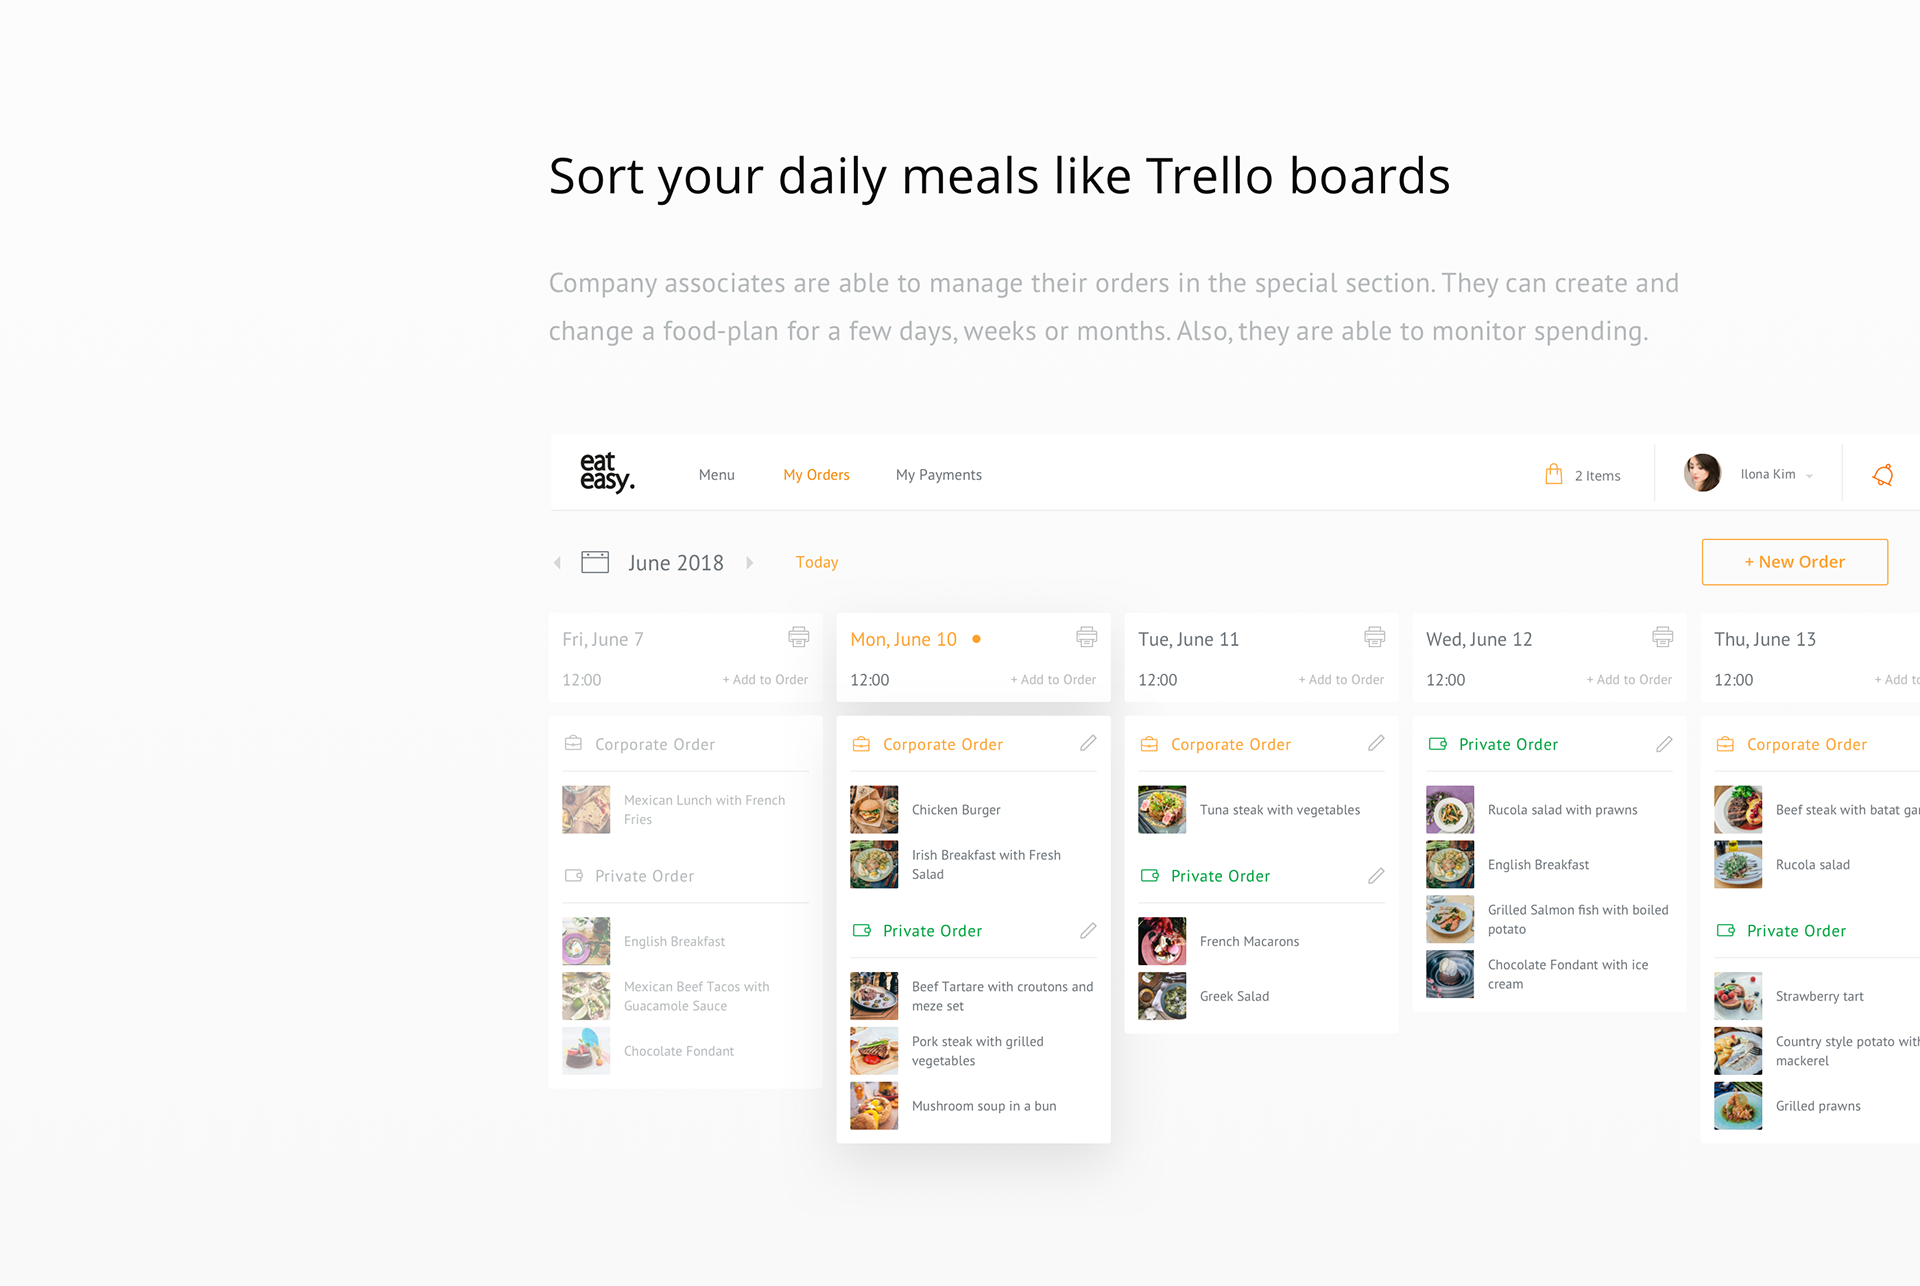 Sort your daily meals like Trello boards
Company associates are able to manage their orders in the special section. They can create and
change a food-plan for a few days, weeks or months. Also, they are able to monitor spending.
eat
easy.
Menu
My Orders
My Payments
2 Items
Ilona Kim
June 2018
Today
+ New Order
Fri, June 7
12:00
+ Add to Order
Corporate Order
Mexican Lunch with French
Fries
Private Order
English Breakfast
Mexican Beef Tacos with
Guacamole Sauce
Chocolate Fondant
Mon, June 10
12:00
+ Add to Order
Corporate Order
Chicken Burger
Irish Breakfast with Fresh
Salad
Private Order
Beef Tartare with croutons and
meze set
Pork steak with grilled
vegetables
Mushroom soup in a bun
Tue, June 11
12:00
+ Add to Order
Corporate Order
Tuna steak with vegetables
Private Order
French Macarons
Greek Salad
Wed, June 12
12:00
+ Add to Order
Private Order
Rucola salad with prawns
English Breakfast
Grilled Salmon fish with boiled
potato
Chocolate Fondant with ice
cream
Thu, June 13
12:00
+ Add
Corporate Order
Beef steak with batat
Rucola salad
Private Order
Strawberry tart
Country style potato with
mackerel
Grilled prawns